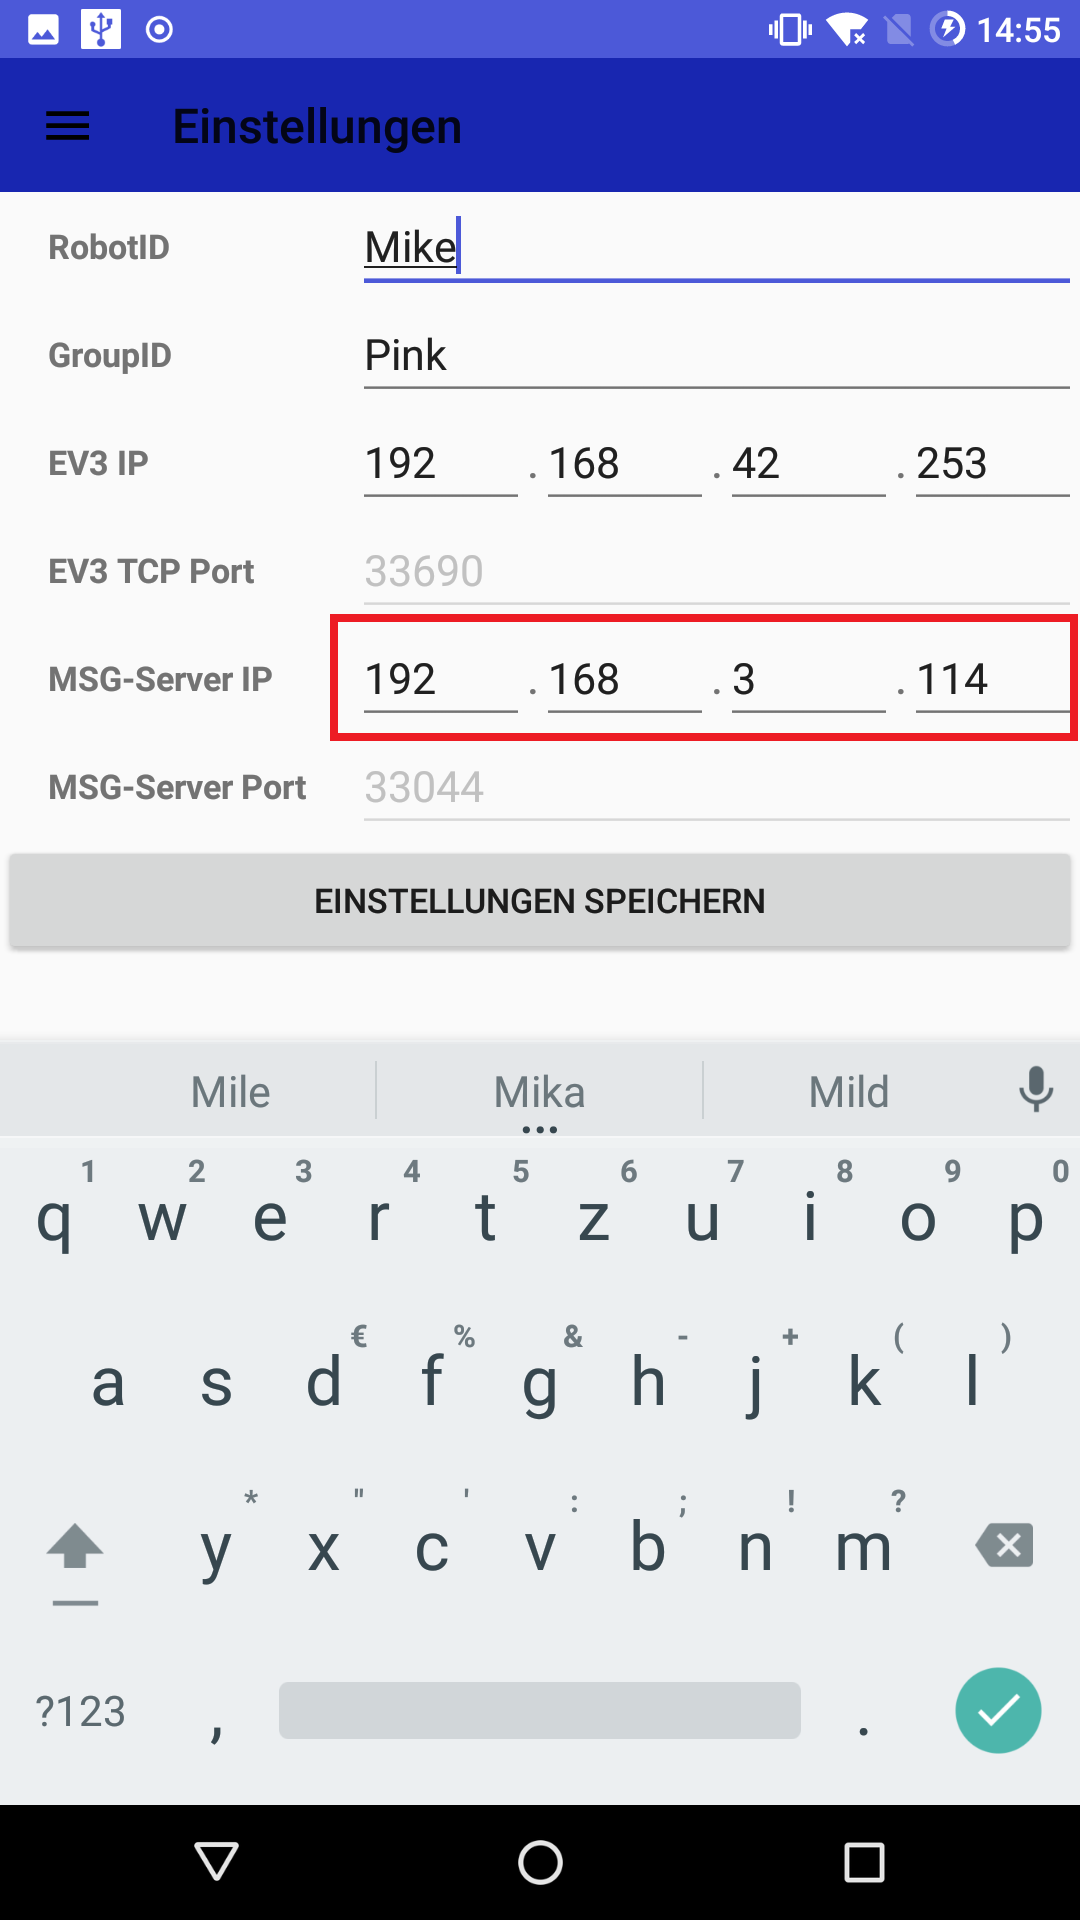 14:55
Einstellungen
RobotID Mike
GroupID Pink
EV3 IP 192 . 168 . 42 . 253
EV3 TCP Port 33690
MSG-Server IP 192 . 168 . 3 . 114
MSG-Server Port 33044
EINSTELLUNGEN SPEICHERN
Mile Mika Mild
1 2 3 4 5 6 7 8 9 0
q w e r t z u i o p
€ % & - + ( )
a s d f g h j k l
* " ' : ; ! ?
y x c v b n m
?123 , .